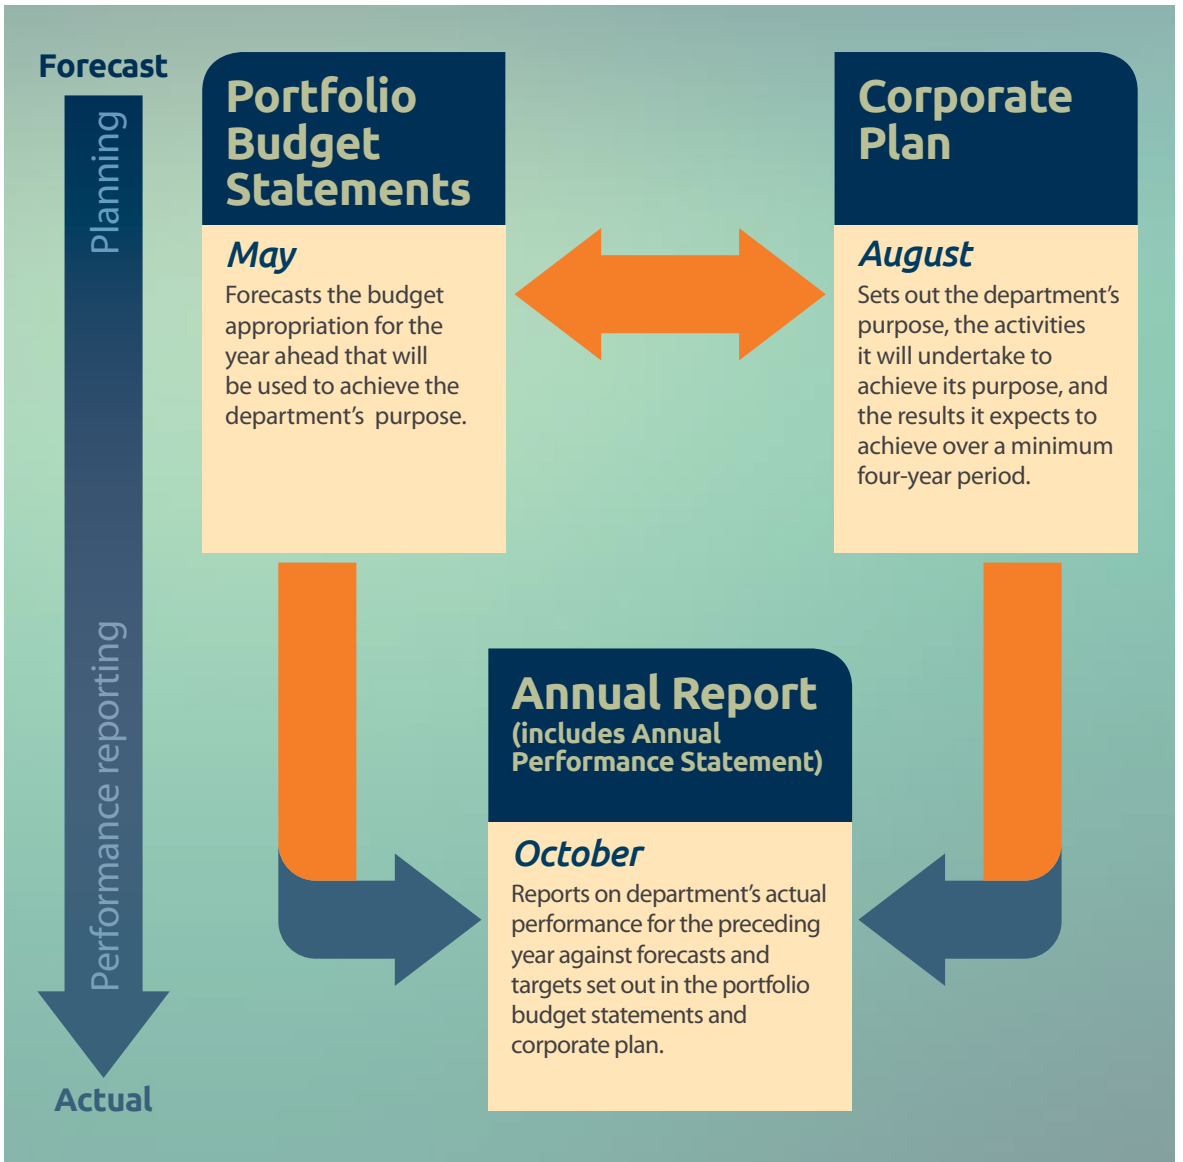 Forecast
Planning
Performance reporting
Actual
Portfolio
Budget
Statements
May
Forecasts the budget
appropriation for the
year ahead that will
be used to achieve the
department’s purpose.
Corporate
Plan
August
Sets out the department’s
purpose, the activities
it will undertake to
achieve its purpose, and
the results it expects to
achieve over a minimum
four-year period.
Annual Report
(includes Annual
Performance Statement)
October
Reports on department’s actual
performance for the preceding
year against forecasts and
targets set out in the portfolio
budget statements and
corporate plan.